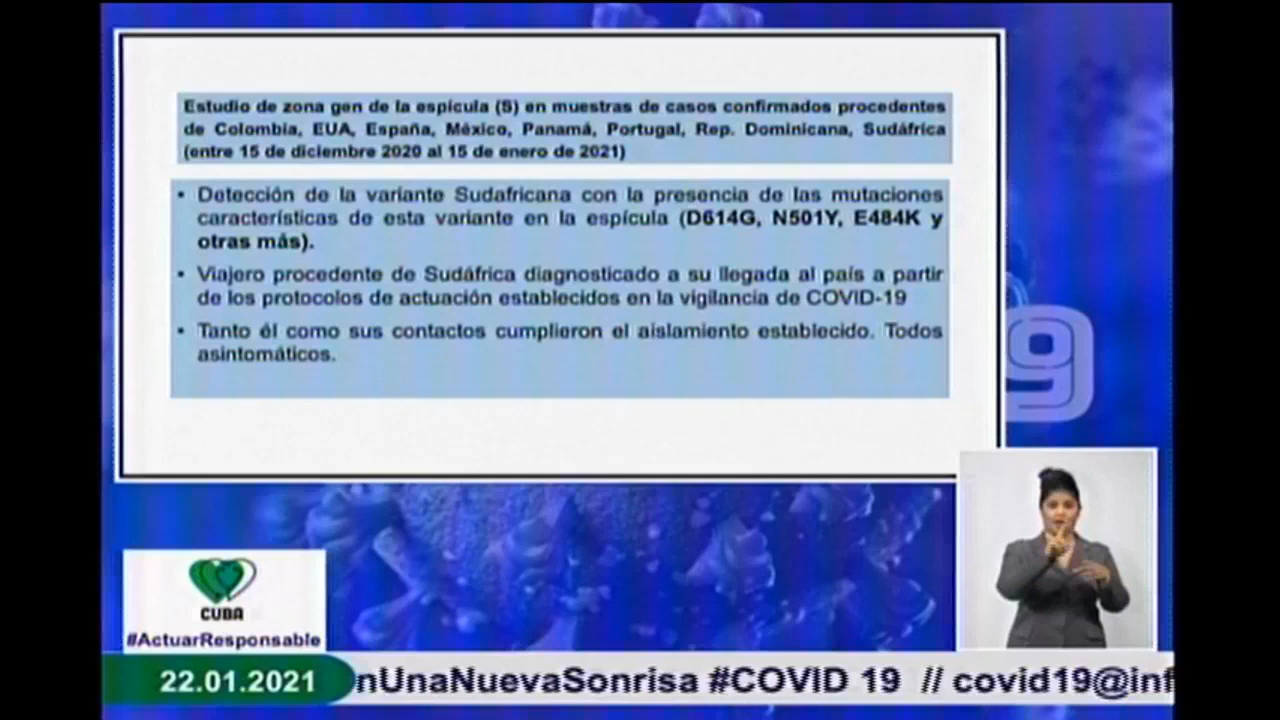 Estudio de zona gen de la espícula (S) en muestras de casos confirmados procedentes
de Colombia, EUA, España, México, Panamá, Portugal, Rep. Dominicana, Sudáfrica
(entre 15 de diciembre 2020 al 15 de enero de 2021)
• Detección de la variante Sudafricana con la presencia de las mutaciones
características de esta variante en la espícula (D614G, N501Y, E484K y
otras más).
• Viajero procedente de Sudáfrica diagnosticado a su llegada al país a partir
de los protocolos de actuación establecidos en la vigilancia de COVID-19
• Tanto él como sus contactos cumplieron el aislamiento establecido. Todos
asintomáticos.
9
CUBA
#ActuarResponsable
22.01.2021
nUnaNuevaSonrisa #COVID 19 // covid19@inf